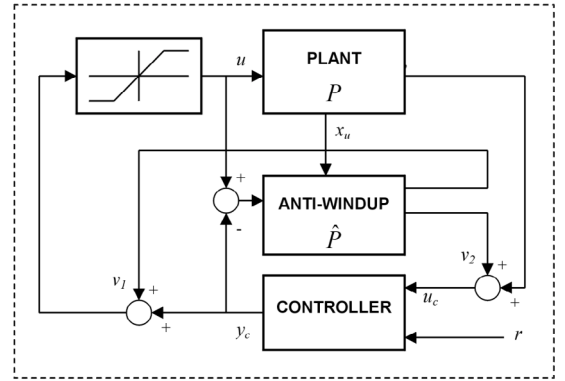 u
PLANT
P
x_u
+
ANTI-WINDUP
P̂
-
v_2
+
v_1
+
+
CONTROLLER
u_c
+
y_c
r